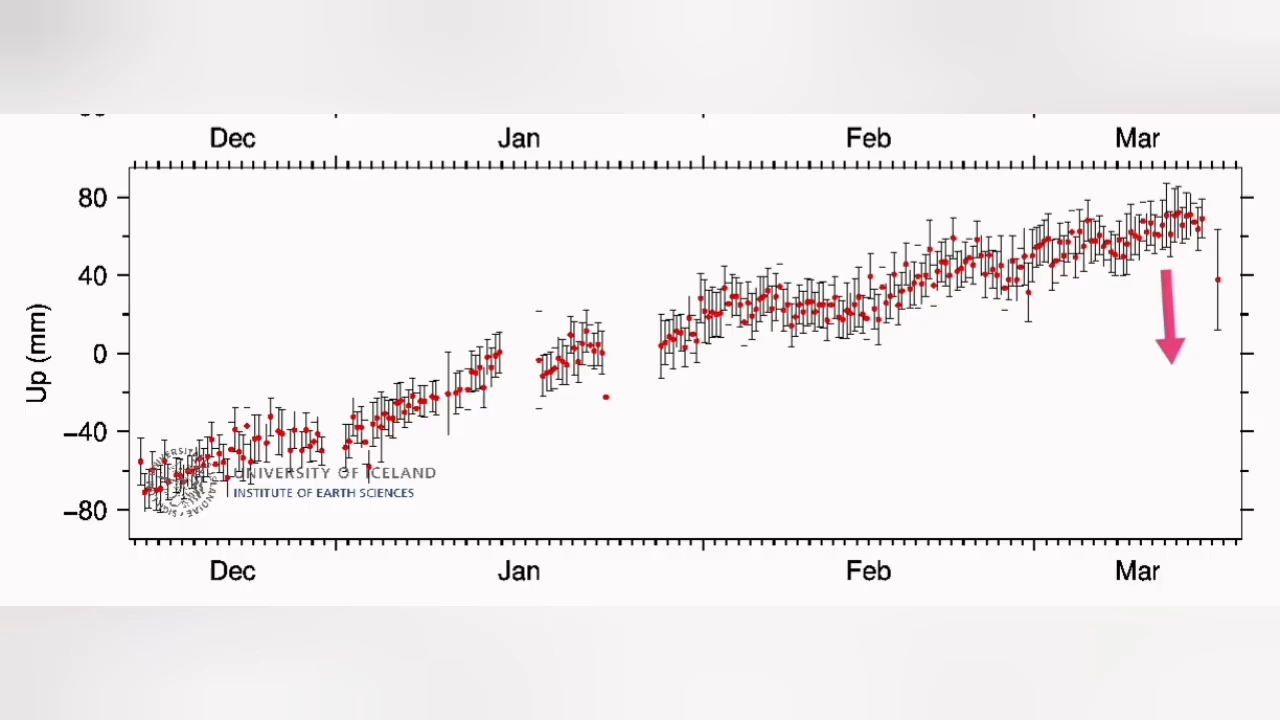 Dec Jan Feb Mar
80
40
0
−40
−80
Up (mm)
UNIVERSITY OF ICELAND
INSTITUTE OF EARTH SCIENCES
Dec Jan Feb Mar